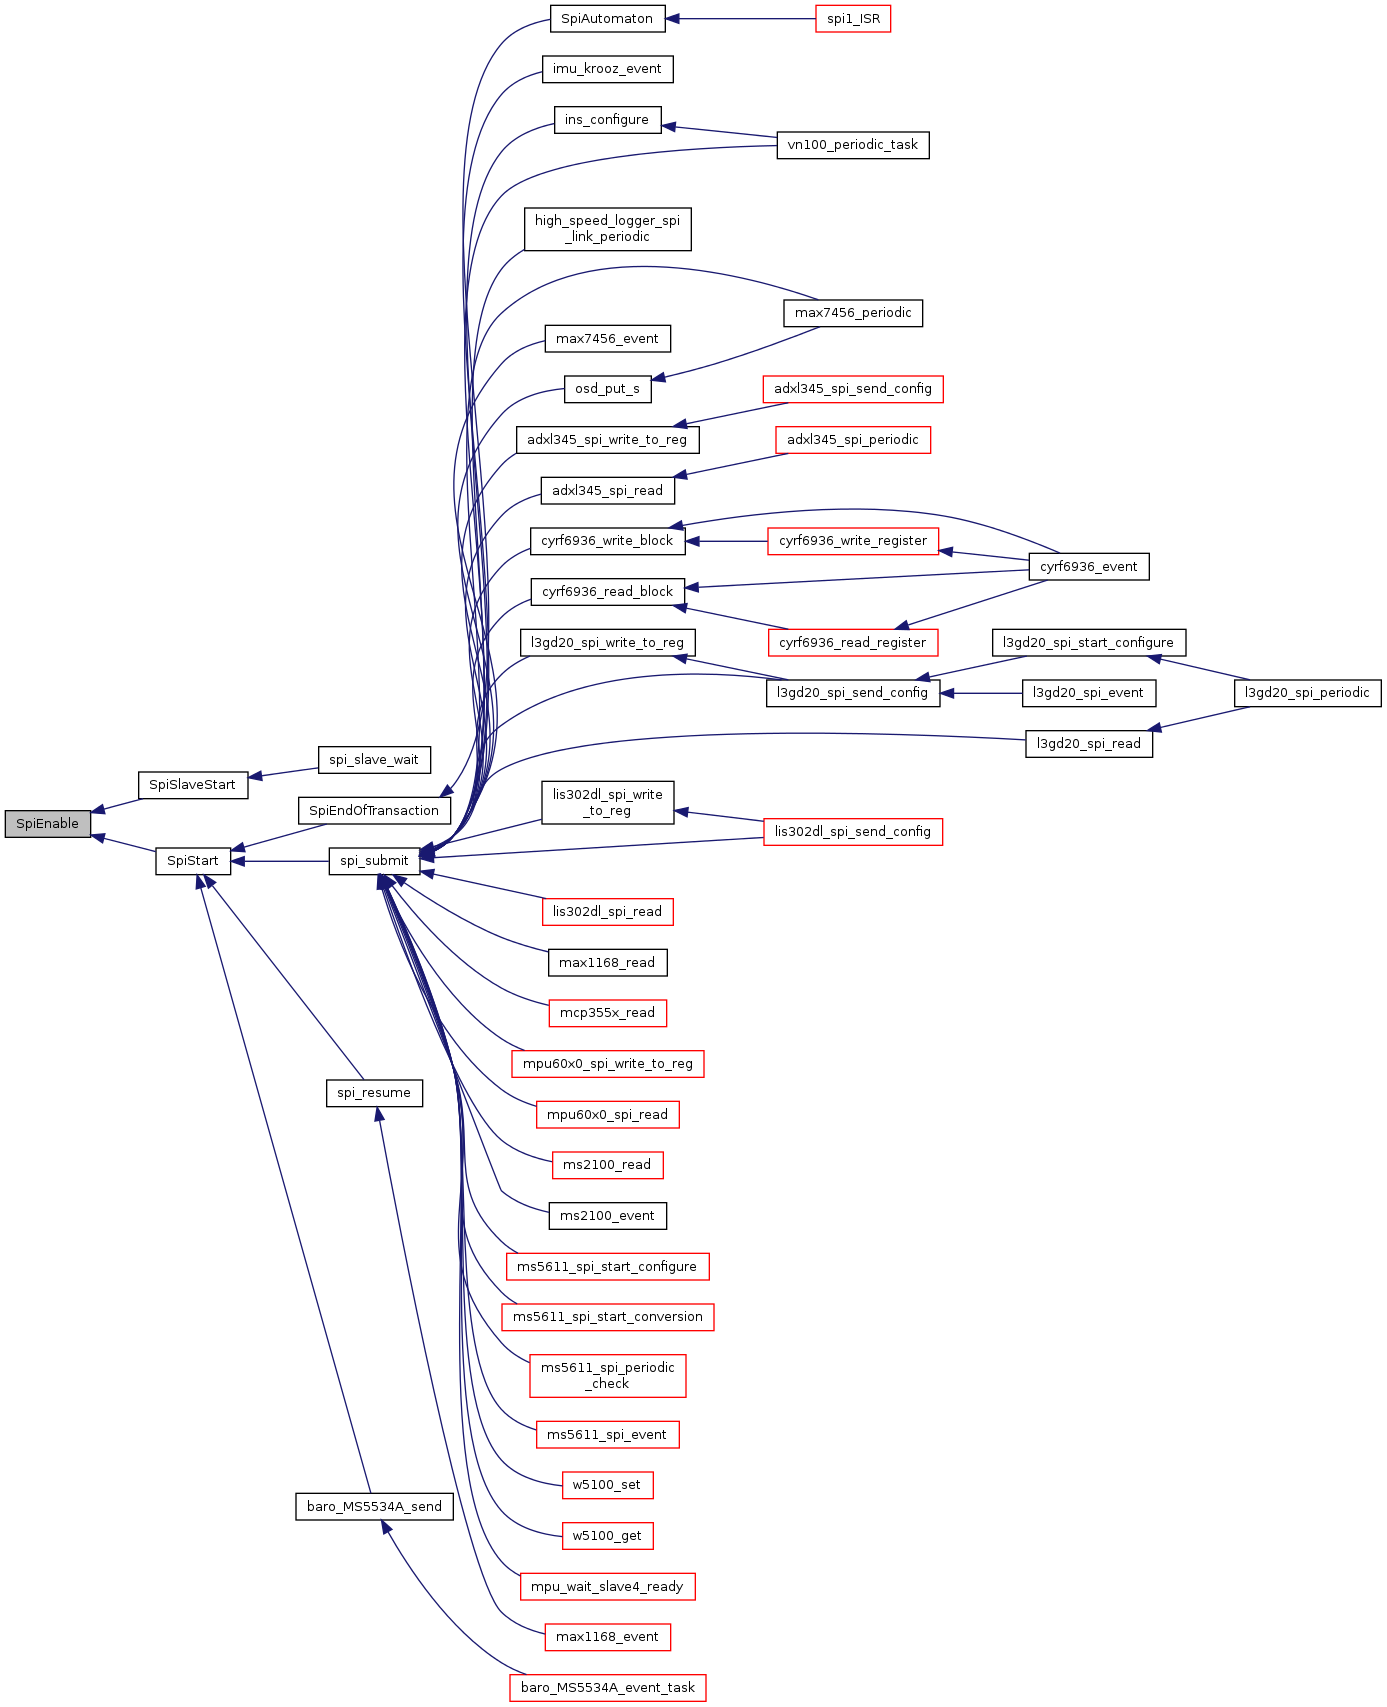 SpiAutomaton
spi1_ISR
imu_krooz_event
ins_configure
vn100_periodic_task
high_speed_logger_spi
_link_periodic
max7456_periodic
max7456_event
osd_put_s
adxl345_spi_send_config
adxl345_spi_write_to_reg
adxl345_spi_periodic
adxl345_spi_read
cyrf6936_write_block
cyrf6936_write_register
cyrf6936_event
cyrf6936_read_block
cyrf6936_read_register
l3gd20_spi_write_to_reg
l3gd20_spi_start_configure
l3gd20_spi_send_config
l3gd20_spi_event
l3gd20_spi_periodic
l3gd20_spi_read
spi_slave_wait
SpiSlaveStart
SpiEnable
SpiEndOfTransaction
lis302dl_spi_write
_to_reg
lis302dl_spi_send_config
SpiStart
spi_submit
lis302dl_spi_read
max1168_read
mcp355x_read
mpu60x0_spi_write_to_reg
spi_resume
mpu60x0_spi_read
ms2100_read
ms2100_event
ms5611_spi_start_configure
ms5611_spi_start_conversion
ms5611_spi_periodic
_check
ms5611_spi_event
w5100_set
baro_MS5534A_send
w5100_get
mpu_wait_slave4_ready
max1168_event
baro_MS5534A_event_task